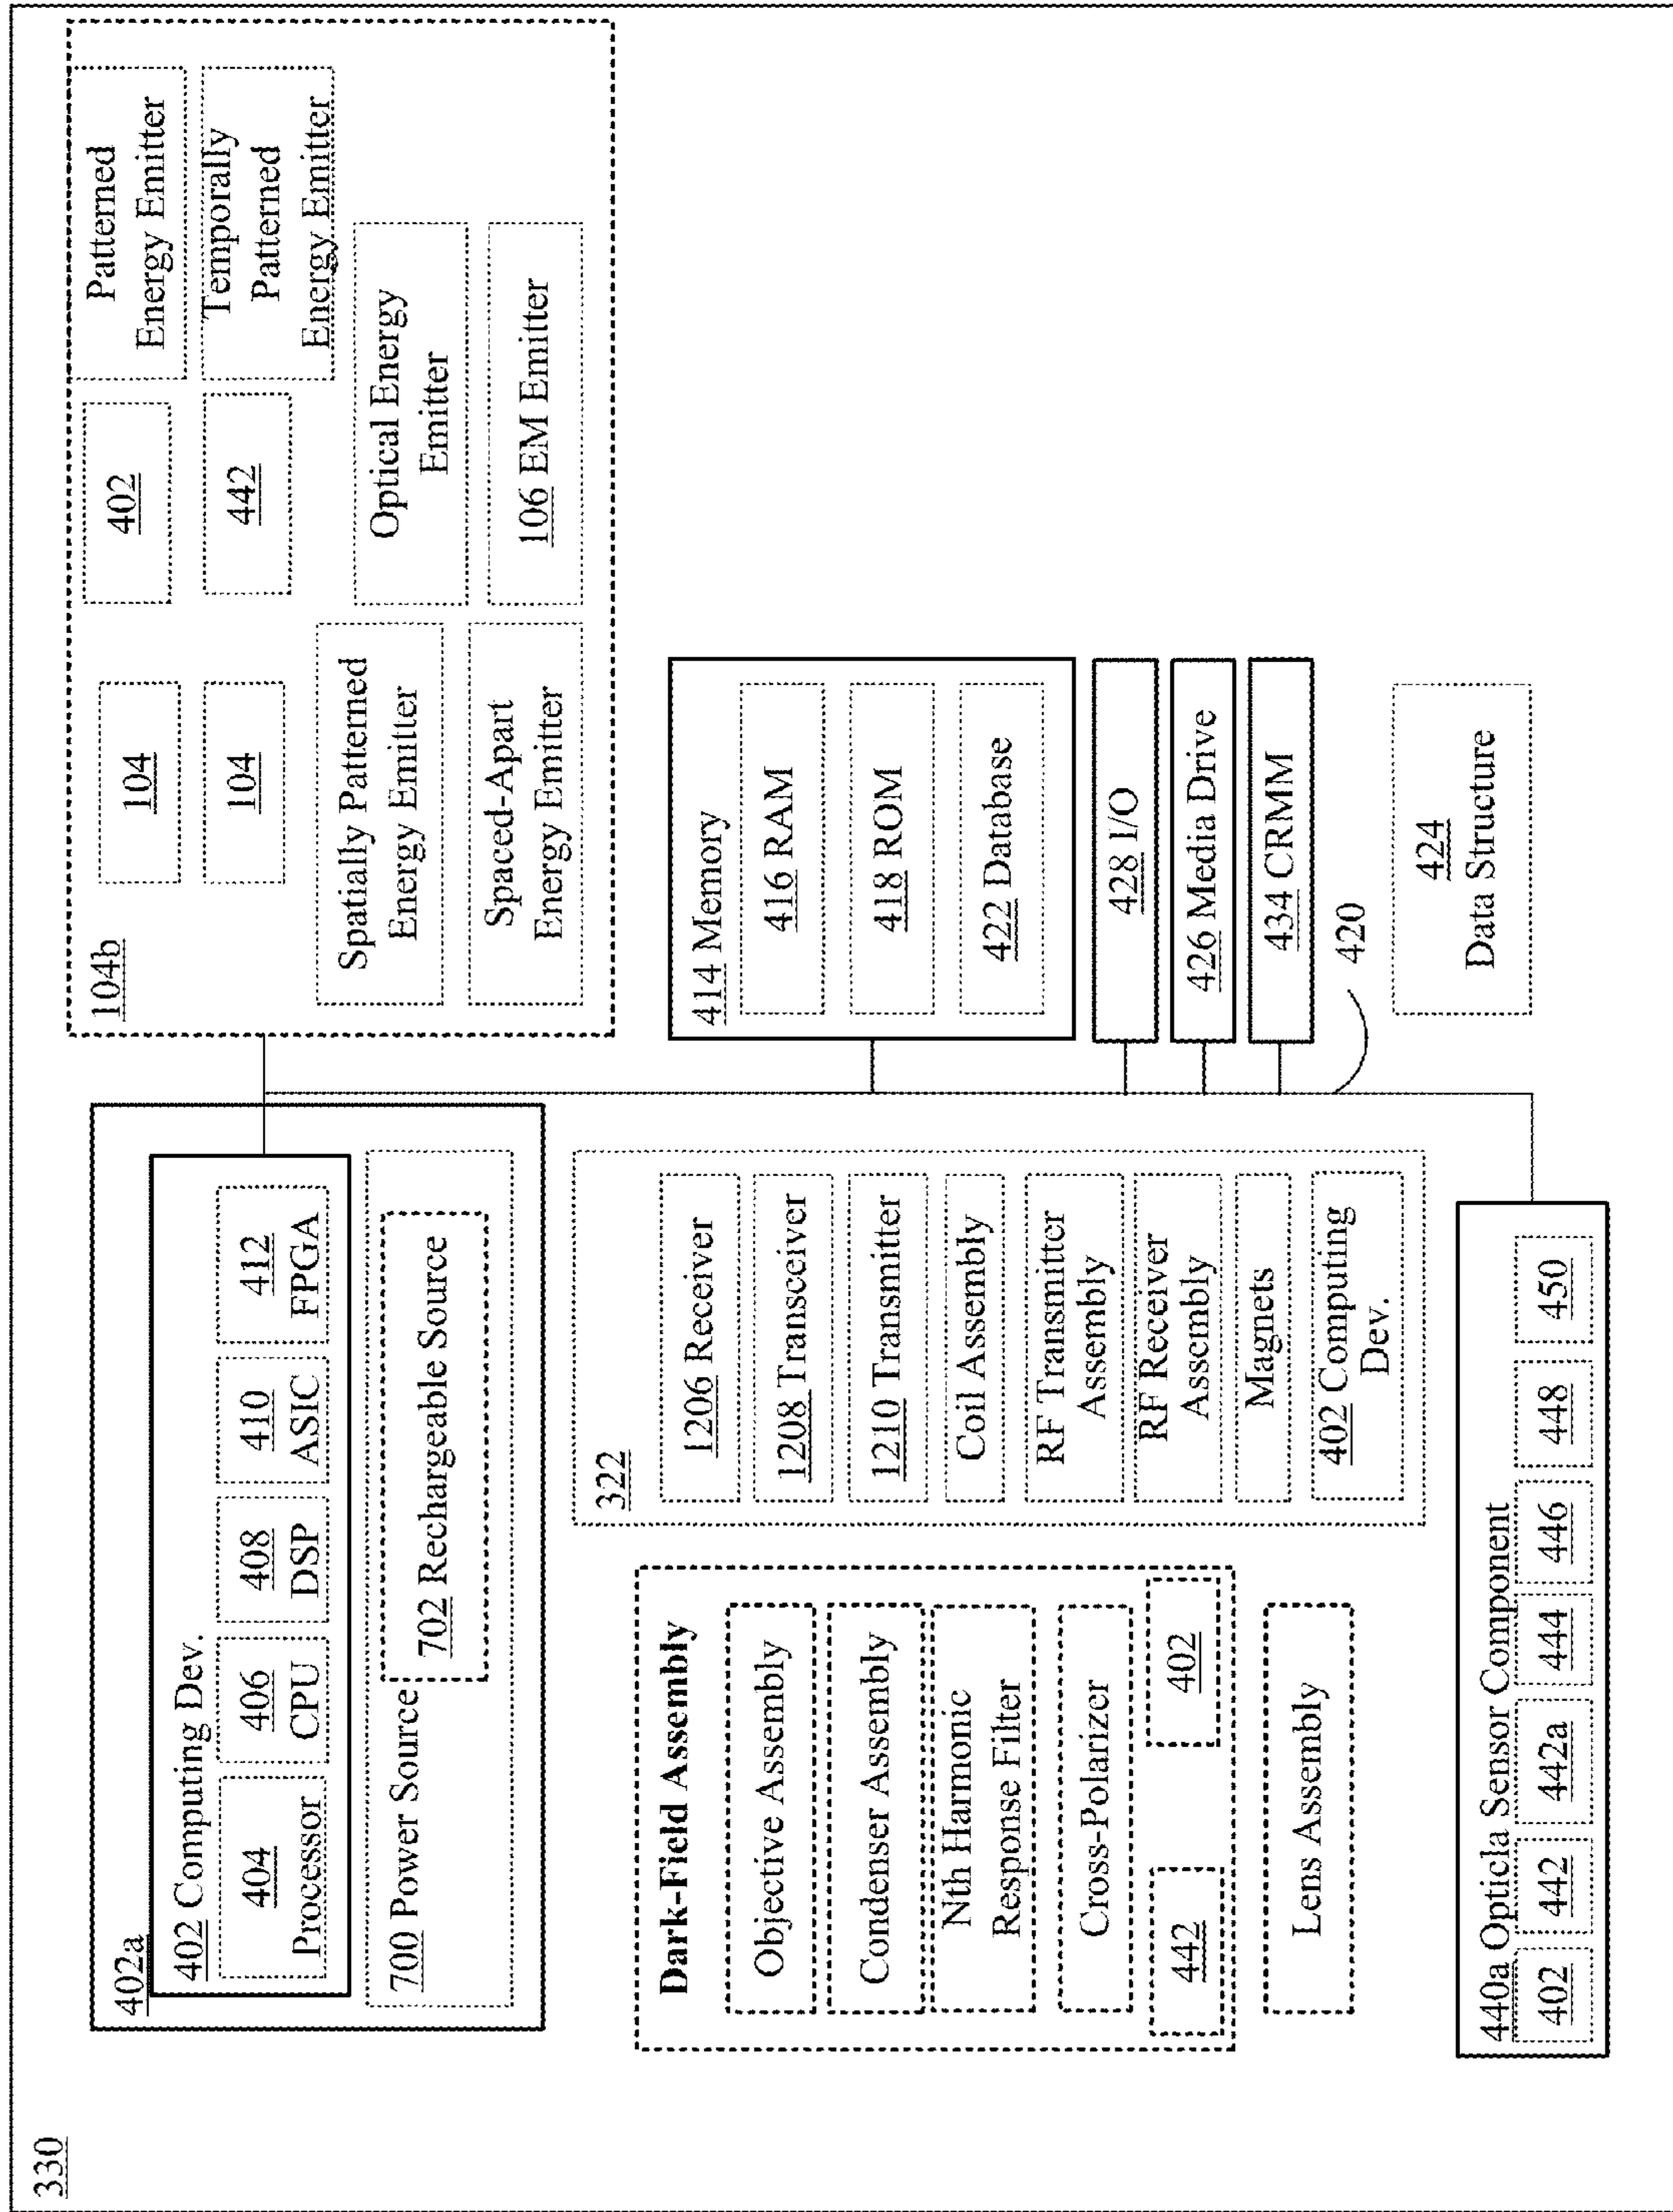 330
402a
402 Computing Dev.
404
Processor
406
CPU
408
DSP
410
ASIC
412
FPGA
700 Power Source
702 Rechargeable Source
104b
104
402
Patterned
Energy Emitter
104
442
Temporally
Patterned
Energy Emitter
Spatially Patterned
Energy Emitter
Optical Energy
Emitter
Spaced-Apart
Energy Emitter
106 EM Emitter
Dark-Field Assembly
Objective Assembly
Condenser Assembly
Nth Harmonic
Response Filter
Cross-Polarizer
442
402
Lens Assembly
322
1206 Receiver
1208 Transceiver
1210 Transmitter
Coil Assembly
RF Transmitter
Assembly
RF Receiver
Assembly
Magnets
402 Computing
Dev.
414 Memory
416 RAM
418 ROM
422 Database
428 I/O
426 Media Drive
434 CRMM
420
424
Data Structure
440a Opticla Sensor Component
402
442
442a
444
446
448
450